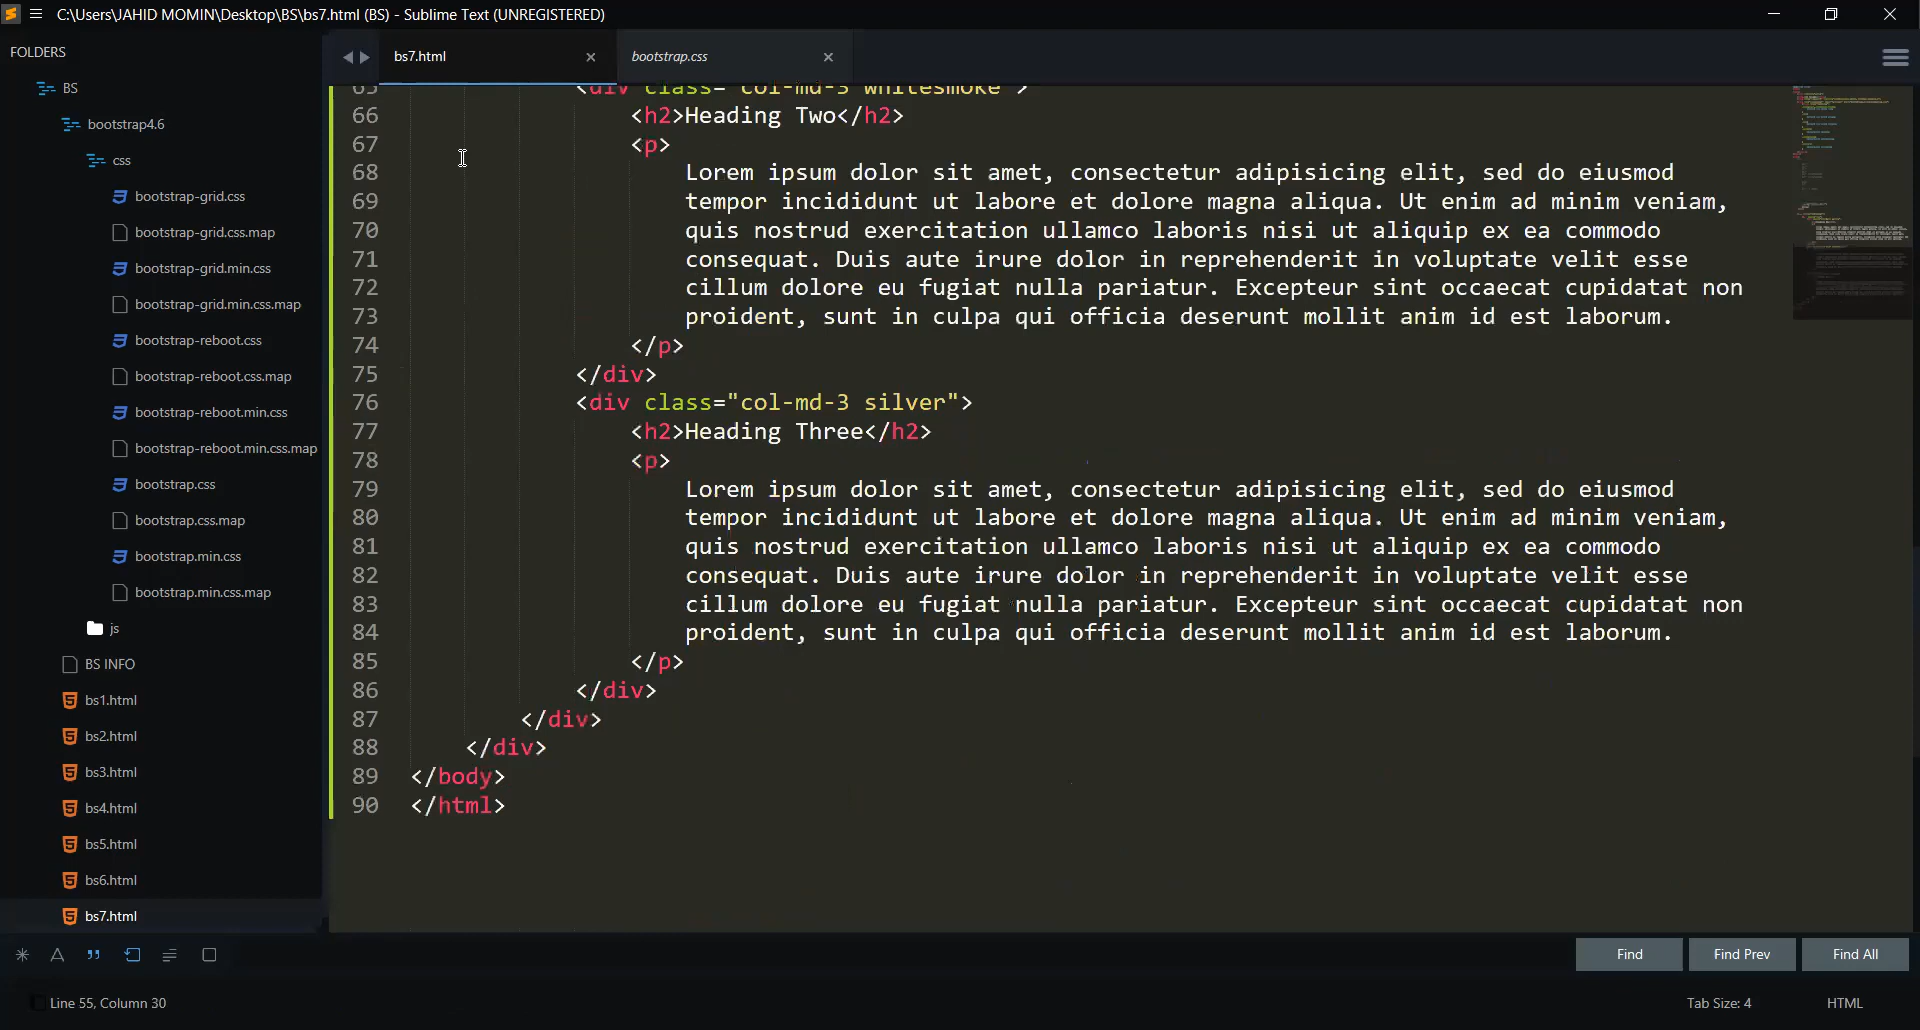 C:\Users\JAHID MOMIN\Desktop\BS\bs7.html (BS) - Sublime Text (UNREGISTERED)
FOLDERS
BS
bootstrap4.6
css
bootstrap-grid.css
bootstrap-grid.css.map
bootstrap-grid.min.css
bootstrap-grid.min.css.map
bootstrap-reboot.css
bootstrap-reboot.css.map
bootstrap-reboot.min.css
bootstrap-reboot.min.css.map
bootstrap.css
bootstrap.css.map
bootstrap.min.css
bootstrap.min.css.map
js
BS INFO
bs1.html
bs2.html
bs3.html
bs4.html
bs5.html
bs6.html
bs7.html
bs7.html
bootstrap.css
65 <div class="col-md-3 whitesmoke">
66 <h2>Heading Two</h2>
67 <p>
68 Lorem ipsum dolor sit amet, consectetur adipisicing elit, sed do eiusmod
69 tempor incididunt ut labore et dolore magna aliqua. Ut enim ad minim veniam,
70 quis nostrud exercitation ullamco laboris nisi ut aliquip ex ea commodo
71 consequat. Duis aute irure dolor in reprehenderit in voluptate velit esse
72 cillum dolore eu fugiat nulla pariatur. Excepteur sint occaecat cupidatat non
73 proident, sunt in culpa qui officia deserunt mollit anim id est laborum.
74 </p>
75 </div>
76 <div class="col-md-3 silver">
77 <h2>Heading Three</h2>
78 <p>
79 Lorem ipsum dolor sit amet, consectetur adipisicing elit, sed do eiusmod
80 tempor incididunt ut labore et dolore magna aliqua. Ut enim ad minim veniam,
81 quis nostrud exercitation ullamco laboris nisi ut aliquip ex ea commodo
82 consequat. Duis aute irure dolor in reprehenderit in voluptate velit esse
83 cillum dolore eu fugiat nulla pariatur. Excepteur sint occaecat cupidatat non
84 proident, sunt in culpa qui officia deserunt mollit anim id est laborum.
85 </p>
86 </div>
87 </div>
88 </div>
89 </body>
90 </html>
Find
Find Prev
Find All
Line 55, Column 30
Tab Size: 4
HTML